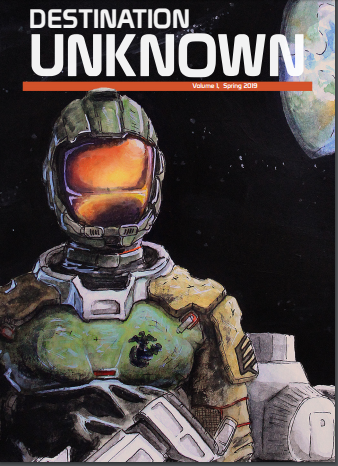 DESTINATION
UNKNOWN
Volume 1, Spring 2019